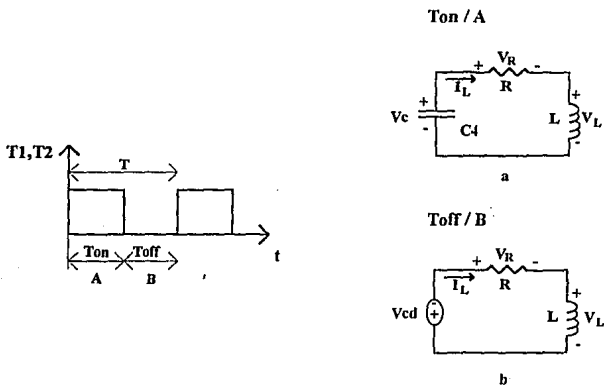 Ton / A
VR
+ -
IL
R
+
Vc
-
C4
+
L VL
-
a
T1,T2
T
Ton Toff
A B
t
Toff / B
VR
+ -
IL
R
Vcd
-
+
+
L VL
-
b